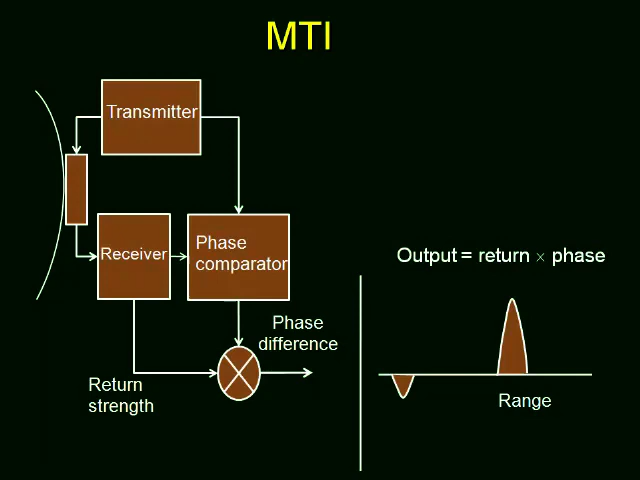 MTI
Transmitter
Receiver
Phase
comparator
Output = return × phase
Phase
difference
Return
strength
Range